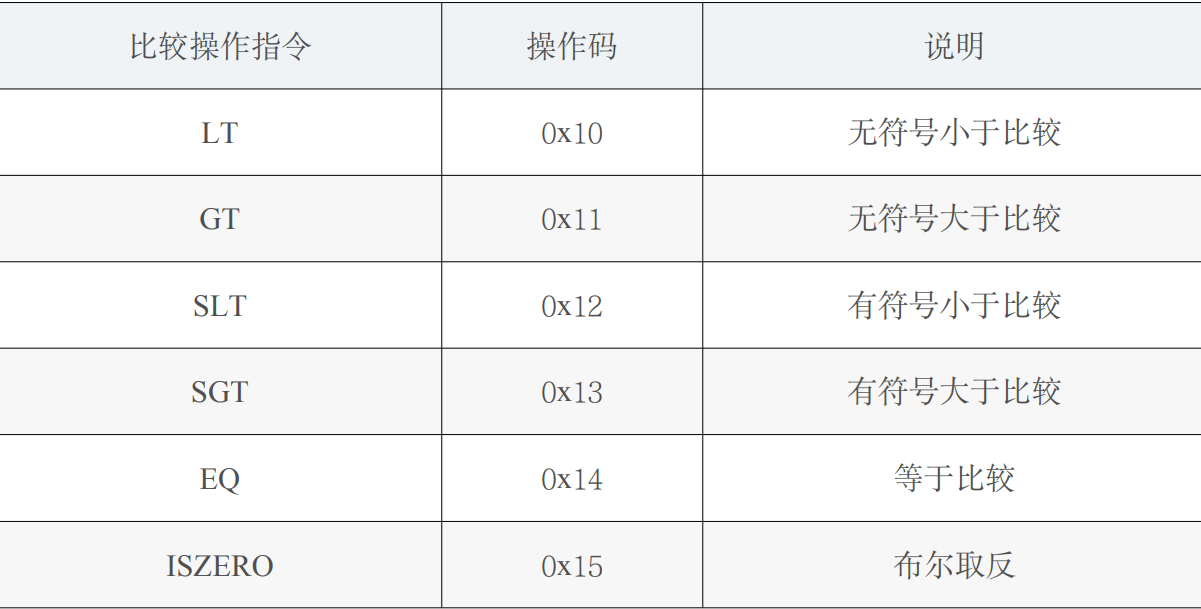 比较操作指令 操作码 说明
LT 0x10 无符号小于比较
GT 0x11 无符号大于比较
SLT 0x12 有符号小于比较
SGT 0x13 有符号大于比较
EQ 0x14 等于比较
ISZERO 0x15 布尔取反